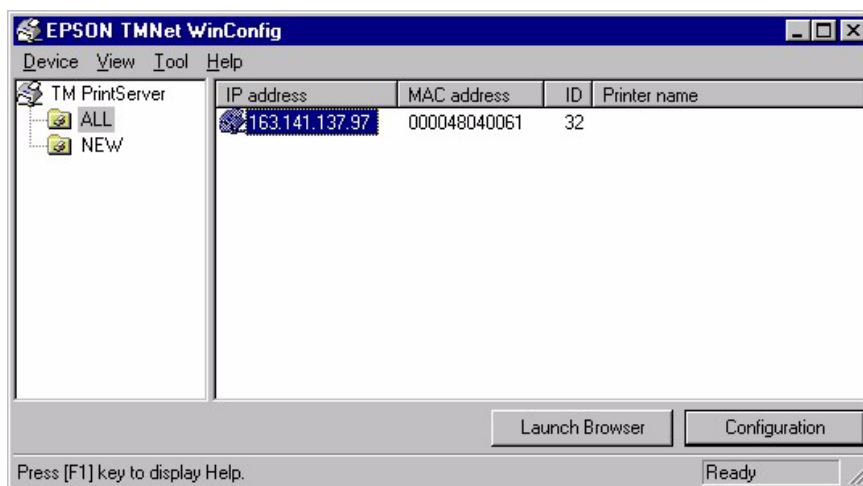 EPSON TMNet WinConfig
Device View Tool Help
TM PrintServer
ALL
NEW
IP address MAC address ID Printer name
163.141.137.97 000048040061 32
Launch Browser Configuration
Press [F1] key to display Help. Ready